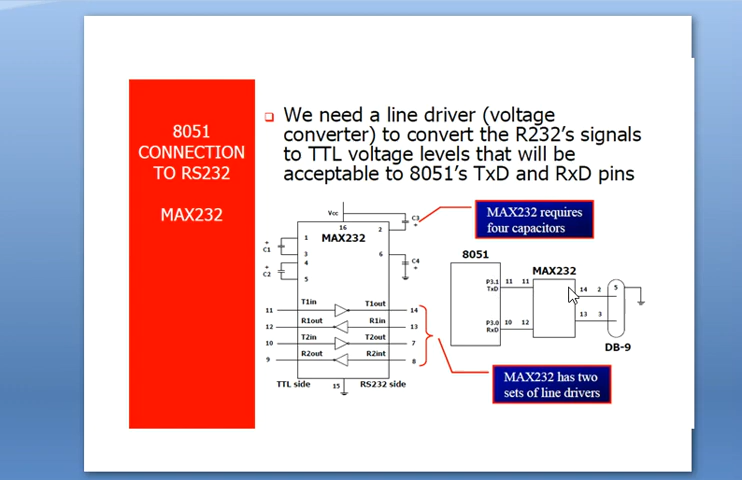 8051
CONNECTION
TO RS232
MAX232
We need a line driver (voltage
converter) to convert the R232's signals
to TTL voltage levels that will be
acceptable to 8051's TxD and RxD pins
MAX232 requires
four capacitors
Vcc
16
MAX232
2
C3
+
1
+
C1
3
4
+
C2
5
6
C4
+
T1in
T1out
11
14
R1out
R1in
12
13
T2in
T2out
10
7
R2out
R2int
9
8
TTL side
15
RS232 side
8051
MAX232
P3.1
TxD
11
11
14
2
5
P3.0
RxD
10
12
13
3
DB-9
MAX232 has two
sets of line drivers